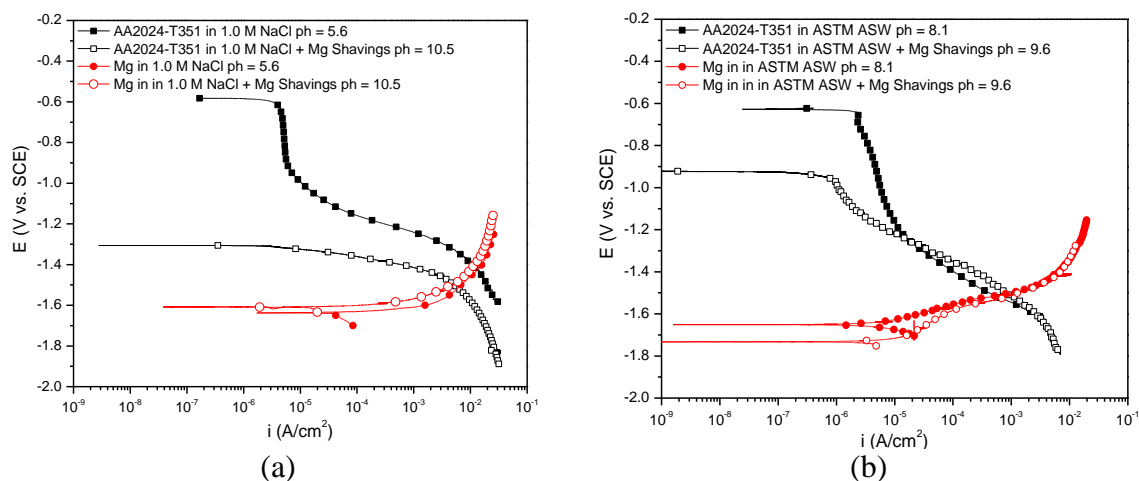 -0.2
-0.4
-0.6
-0.8
-1.0
-1.2
-1.4
-1.6
-1.8
-2.0
E (V vs. SCE)
AA2024-T351 in 1.0 M NaCl pH = 5.6
AA2024-T351 in 1.0 M NaCl + Mg Shavings ph = 10.5
Mg in 1.0 M NaCl ph = 5.6
Mg in in 1.0 M NaCl + Mg Shavings ph = 10.5
10-9 10-8 10-7 10-6 10-5 10-4 10-3 10-2 10-1
i (A/cm2)
(a)
-0.2
-0.4
-0.6
-0.8
-1.0
-1.2
-1.4
-1.6
-1.8
-2.0
E (V vs. SCE)
AA2024-T351 in ASTM ASW ph = 8.1
AA2024-T351 in ASTM ASW + Mg Shavings ph = 9.6
Mg in in in ASTM ASW ph = 8.1
Mg in in in ASTM ASW + Mg Shavings ph = 9.6
10-9 10-8 10-7 10-6 10-5 10-4 10-3 10-2 10-1
i (A/cm2)
(b)